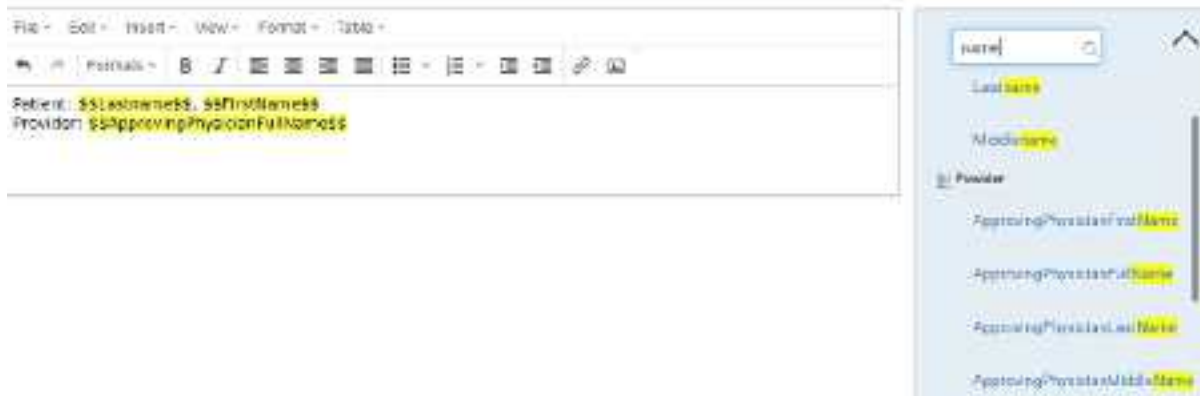 File Edit Insert View Format Table
Formats B I
Patient: $$Lastname$$, $$FirstName$$
Provider: $$ApprovingPhysicianFullName$$
name
Lastname
Middlename
Provider
ApprovingPhysicianFirstName
ApprovingPhysicianFullName
ApprovingPhysicianLastName
ApprovingPhysicianMiddleName